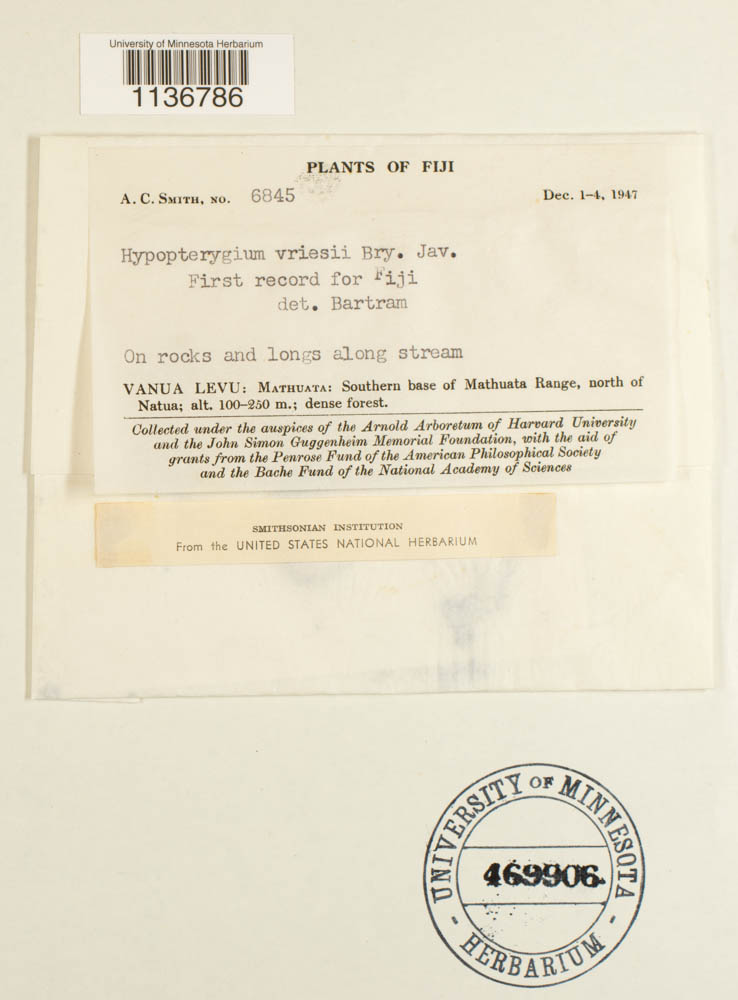 University of Minnesota Herbarium
1136786
PLANTS OF FIJI
A. C. SMITH, NO. 6845 Dec. 1–4, 1947
Hypopterygium vriesii Bry. Jav.
First record for Fiji
det. Bartram
On rocks and longs along stream
VANUA LEVU: MATHUATA: Southern base of Mathuata Range, north of
Natua; alt. 100–250 m.; dense forest.
Collected under the auspices of the Arnold Arboretum of Harvard University
and the John Simon Guggenheim Memorial Foundation, with the aid of
grants from the Penrose Fund of the American Philosophical Society
and the Bache Fund of the National Academy of Sciences
SMITHSONIAN INSTITUTION
From the UNITED STATES NATIONAL HERBARIUM
UNIVERSITY OF MINNESOTA
469906
- HERBARIUM -